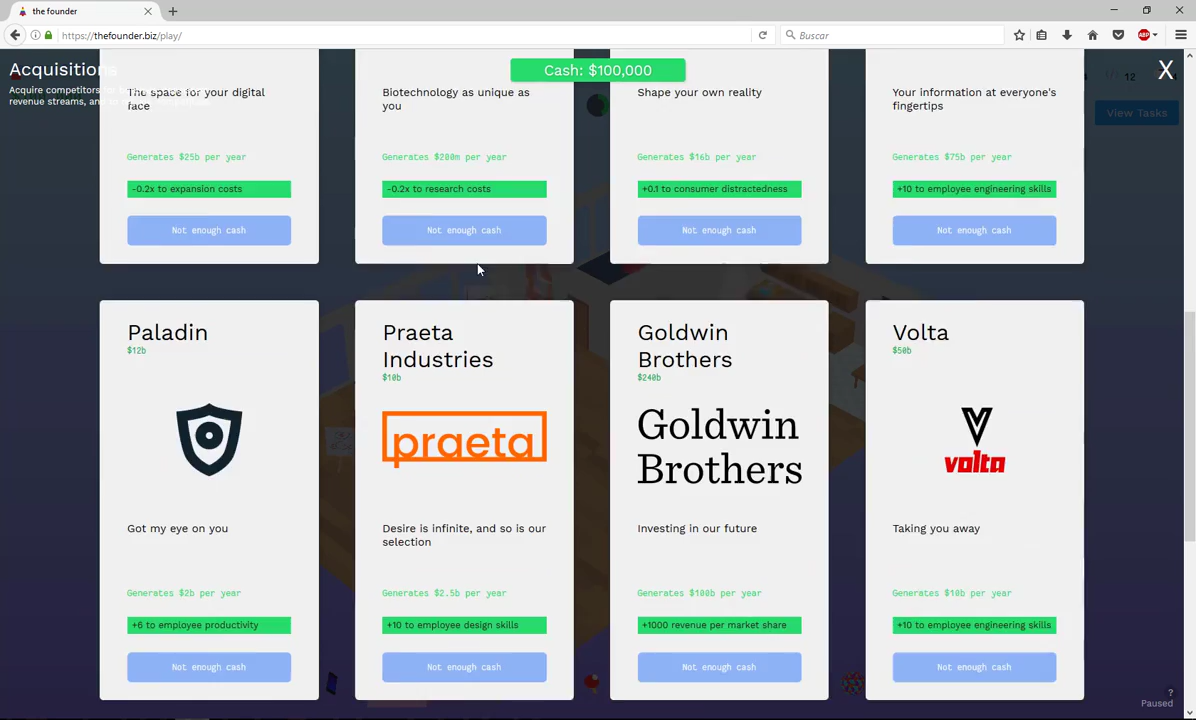 the founder
https://thefounder.biz/play/
Buscar
ABP
Acquisitions
Cash: $100,000
X
12
Acquire competitors for
revenue streams, and
View Tasks
The space for your digital
face
Biotechnology as unique as
you
Shape your own reality
Your information at everyone's
fingertips
Generates $25b per year
Generates $200m per year
Generates $16b per year
Generates $75b per year
-0.2x to expansion costs
-0.2x to research costs
+0.1 to consumer distractedness
+10 to employee engineering skills
Not enough cash
Not enough cash
Not enough cash
Not enough cash
Paladin
$12b
Praeta
Industries
$10b
Goldwin
Brothers
$240b
Volta
$50b
praeta
Goldwin
Brothers
volta
Got my eye on you
Desire is infinite, and so is our
selection
Investing in our future
Taking you away
Generates $2b per year
Generates $2.5b per year
Generates $100b per year
Generates $10b per year
+6 to employee productivity
+10 to employee design skills
+1000 revenue per market share
+10 to employee engineering skills
Not enough cash
Not enough cash
Not enough cash
Not enough cash
?
Paused